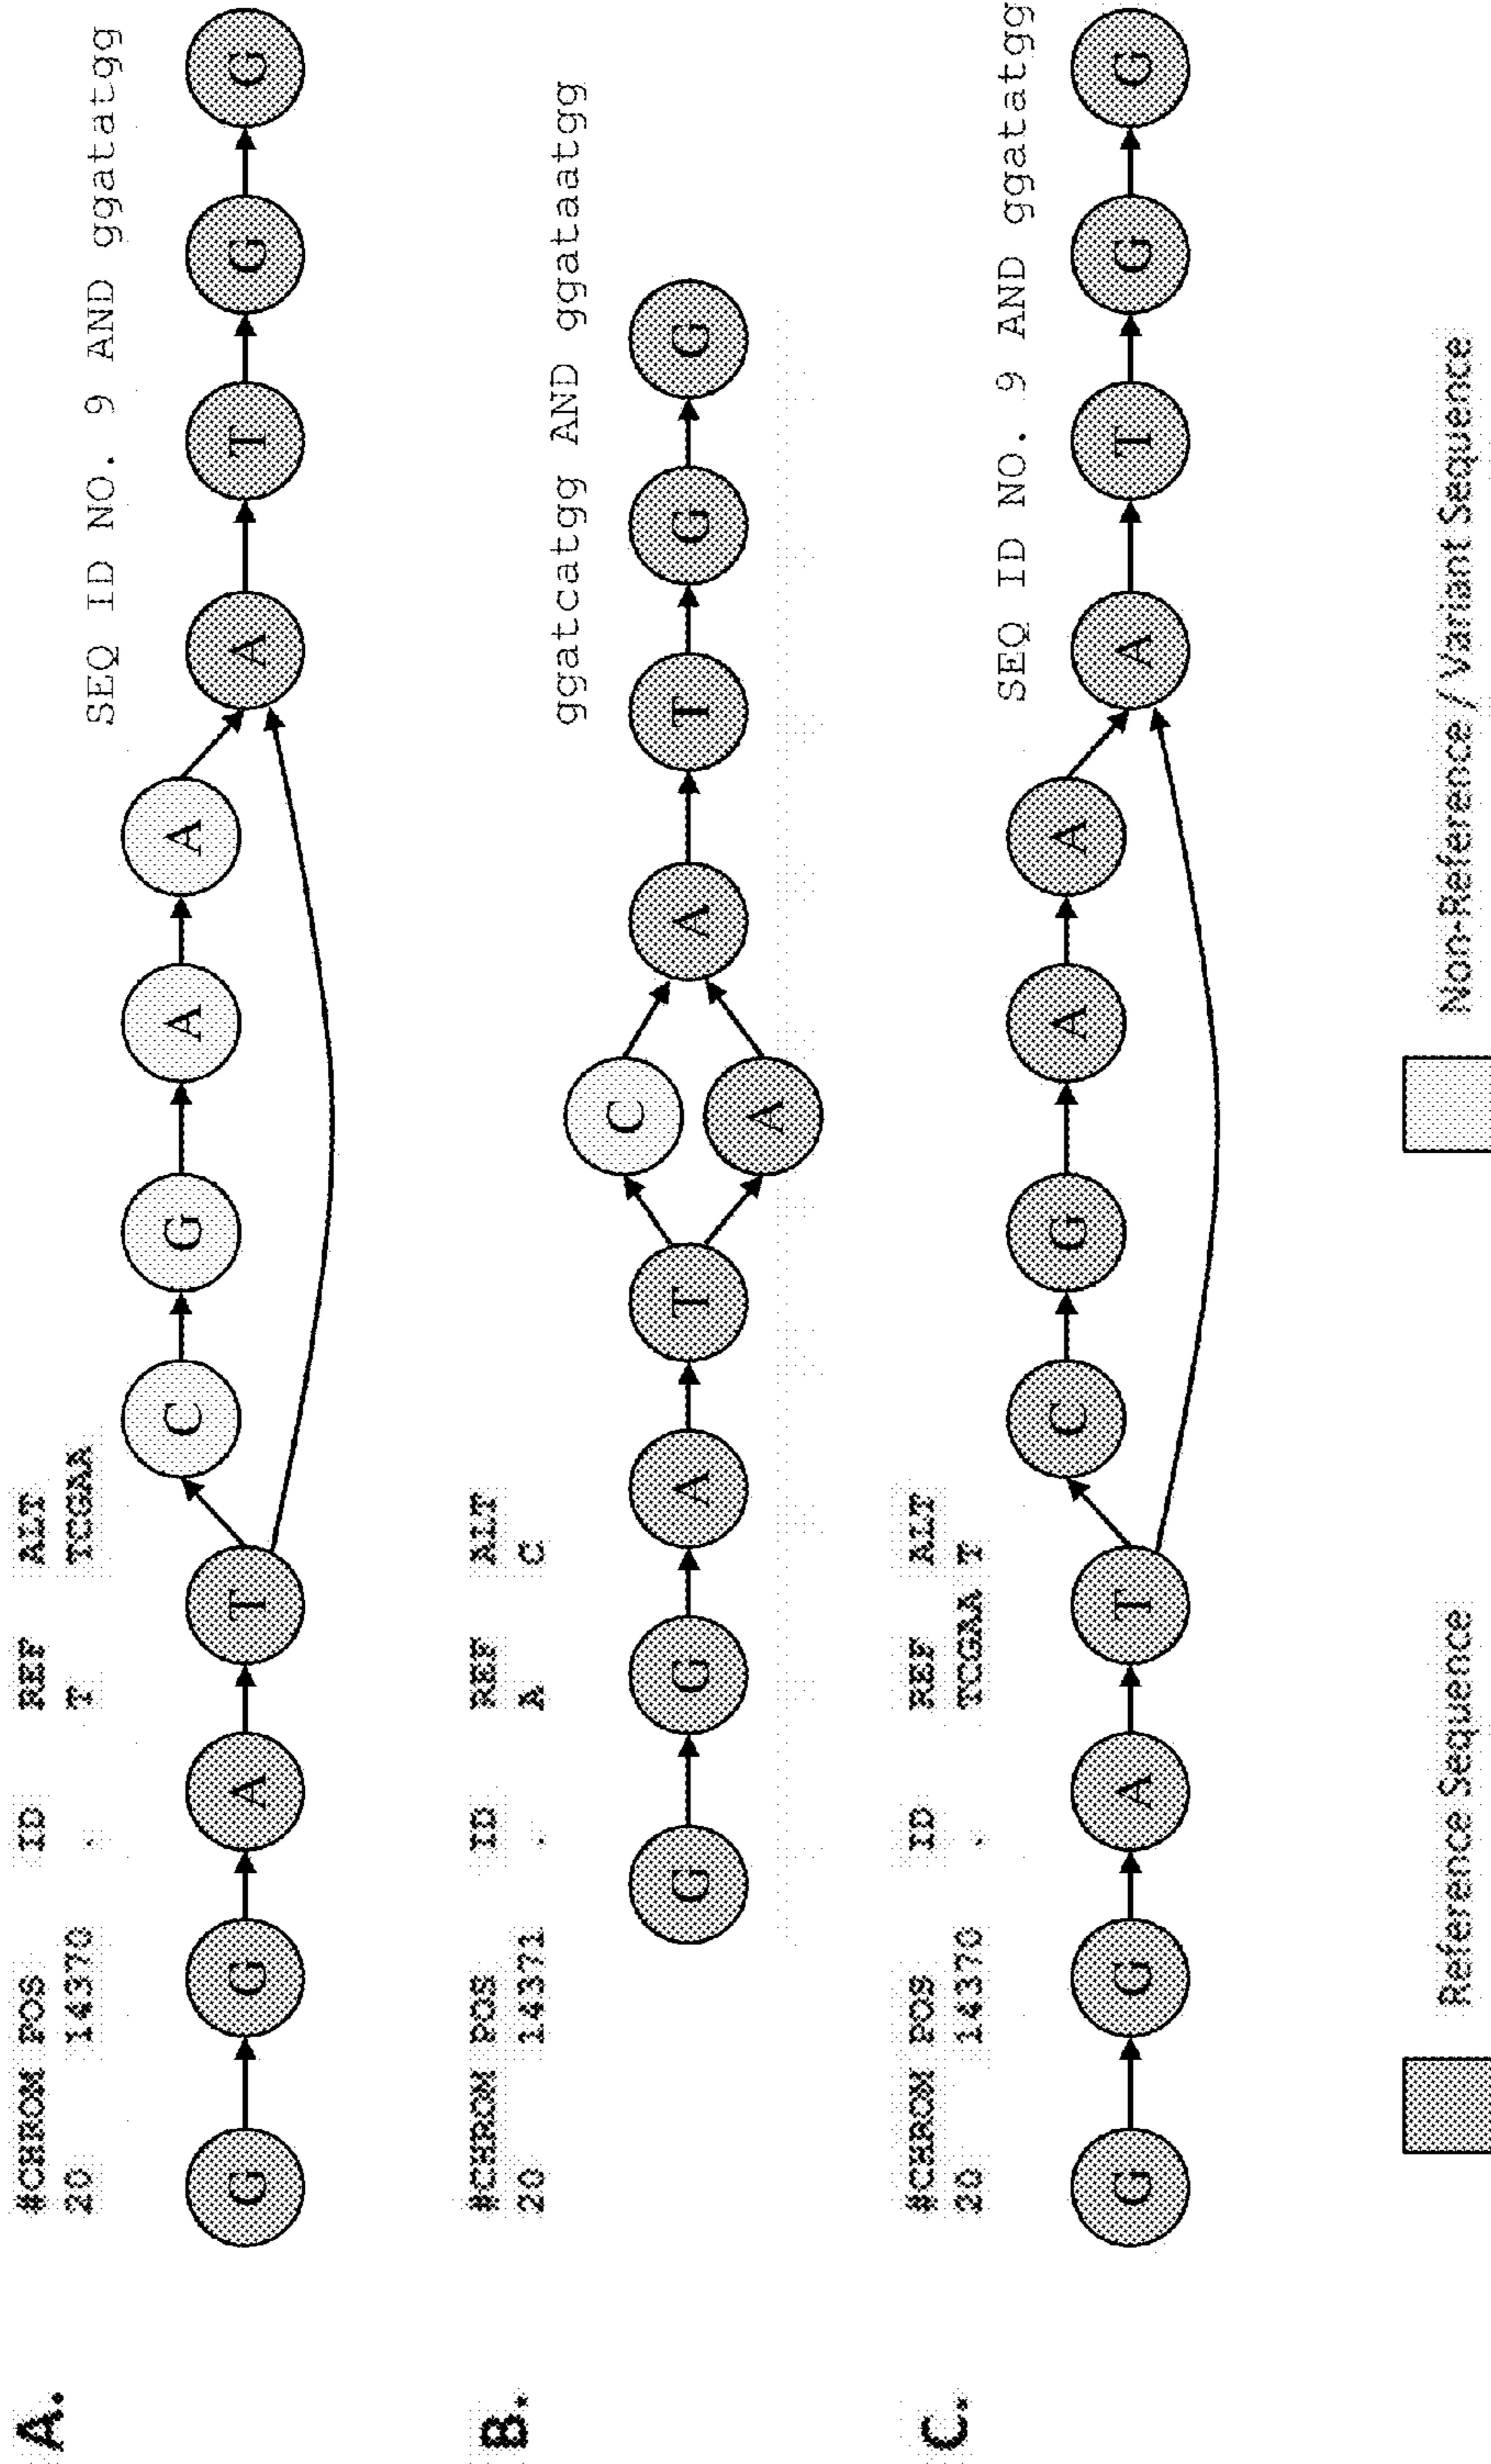 A.
#CHROM POS ID REF ALT
20 14370 . T TCGAA
SEQ ID NO. 9 AND ggatatgg
C G A A
G G A T A T G G
B.
#CHROM POS ID REF ALT
20 14371 . A C
ggatcatgg AND ggataatgg
C
G G A T A T G G
A
C.
#CHROM POS ID REF ALT
20 14370 . TCGAA T
SEQ ID NO. 9 AND ggatatgg
C G A A
G G A T A T G G
Reference Sequence
Non-Reference / Variant Sequence